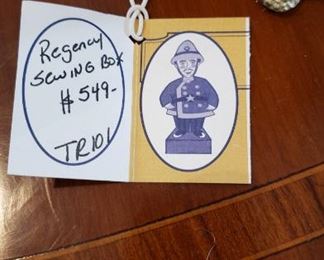 Regency
SEWING BOX
$549-
TR101